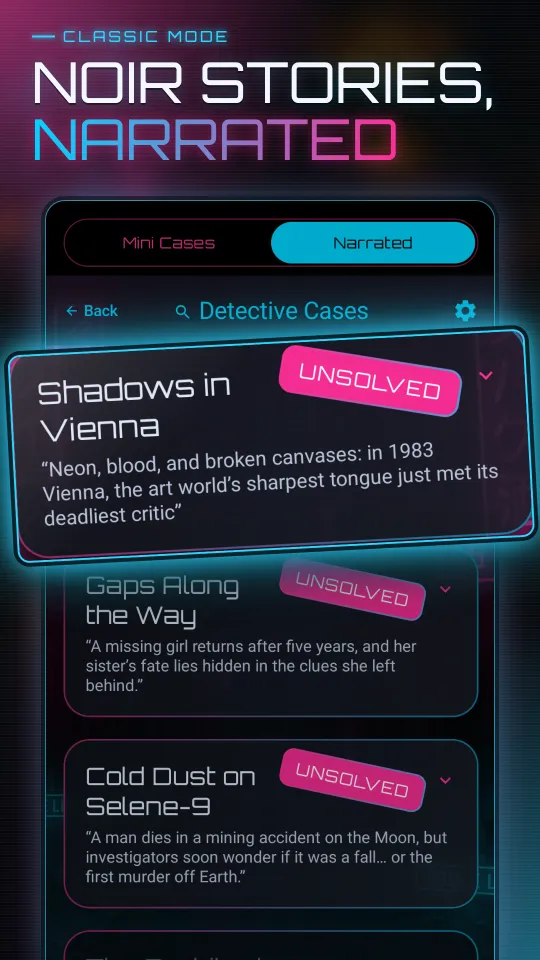 CLASSIC MODE
NOIR STORIES,
NARRATED
Mini Cases
Narrated
Back
Detective Cases
Shadows in
Vienna
UNSOLVED
“Neon, blood, and broken canvases: in 1983
Vienna, the art world’s sharpest tongue just met its
deadliest critic”
Gaps Along
the Way
UNSOLVED
“A missing girl returns after five years, and her
sister’s fate lies hidden in the clues she left
behind.”
Cold Dust on
Selene-9
UNSOLVED
“A man dies in a mining accident on the Moon, but
investigators soon wonder if it was a fall... or the
first murder off Earth.”